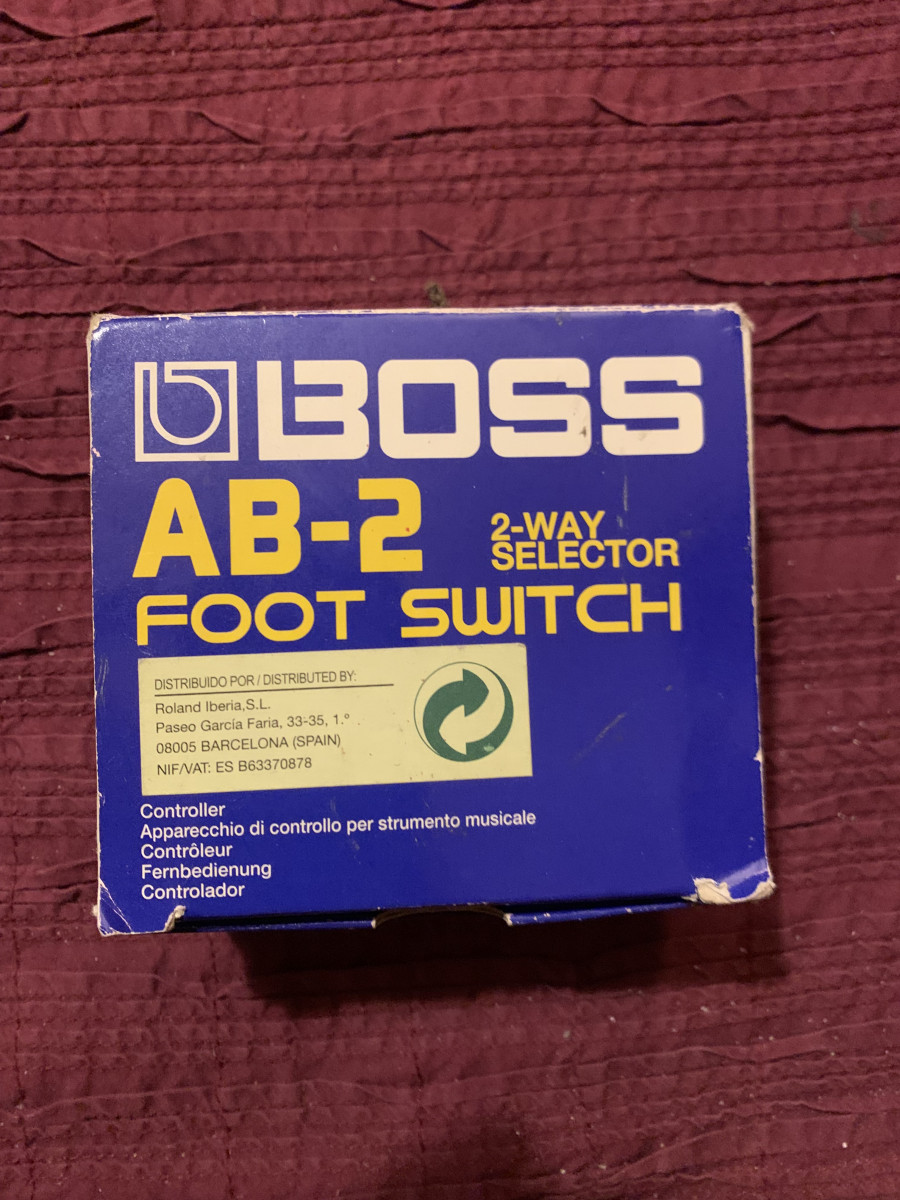 BOSS
AB-2
2-WAY
SELECTOR
FOOT SWITCH
DISTRIBUIDO POR / DISTRIBUTED BY:
Roland Iberia,S.L.
Paseo García Faria, 33-35, 1.º
08005 BARCELONA (SPAIN)
NIF/VAT: ES B63370878
Controller
Apparecchio di controllo per strumento musicale
Contrôleur
Fernbedienung
Controlador